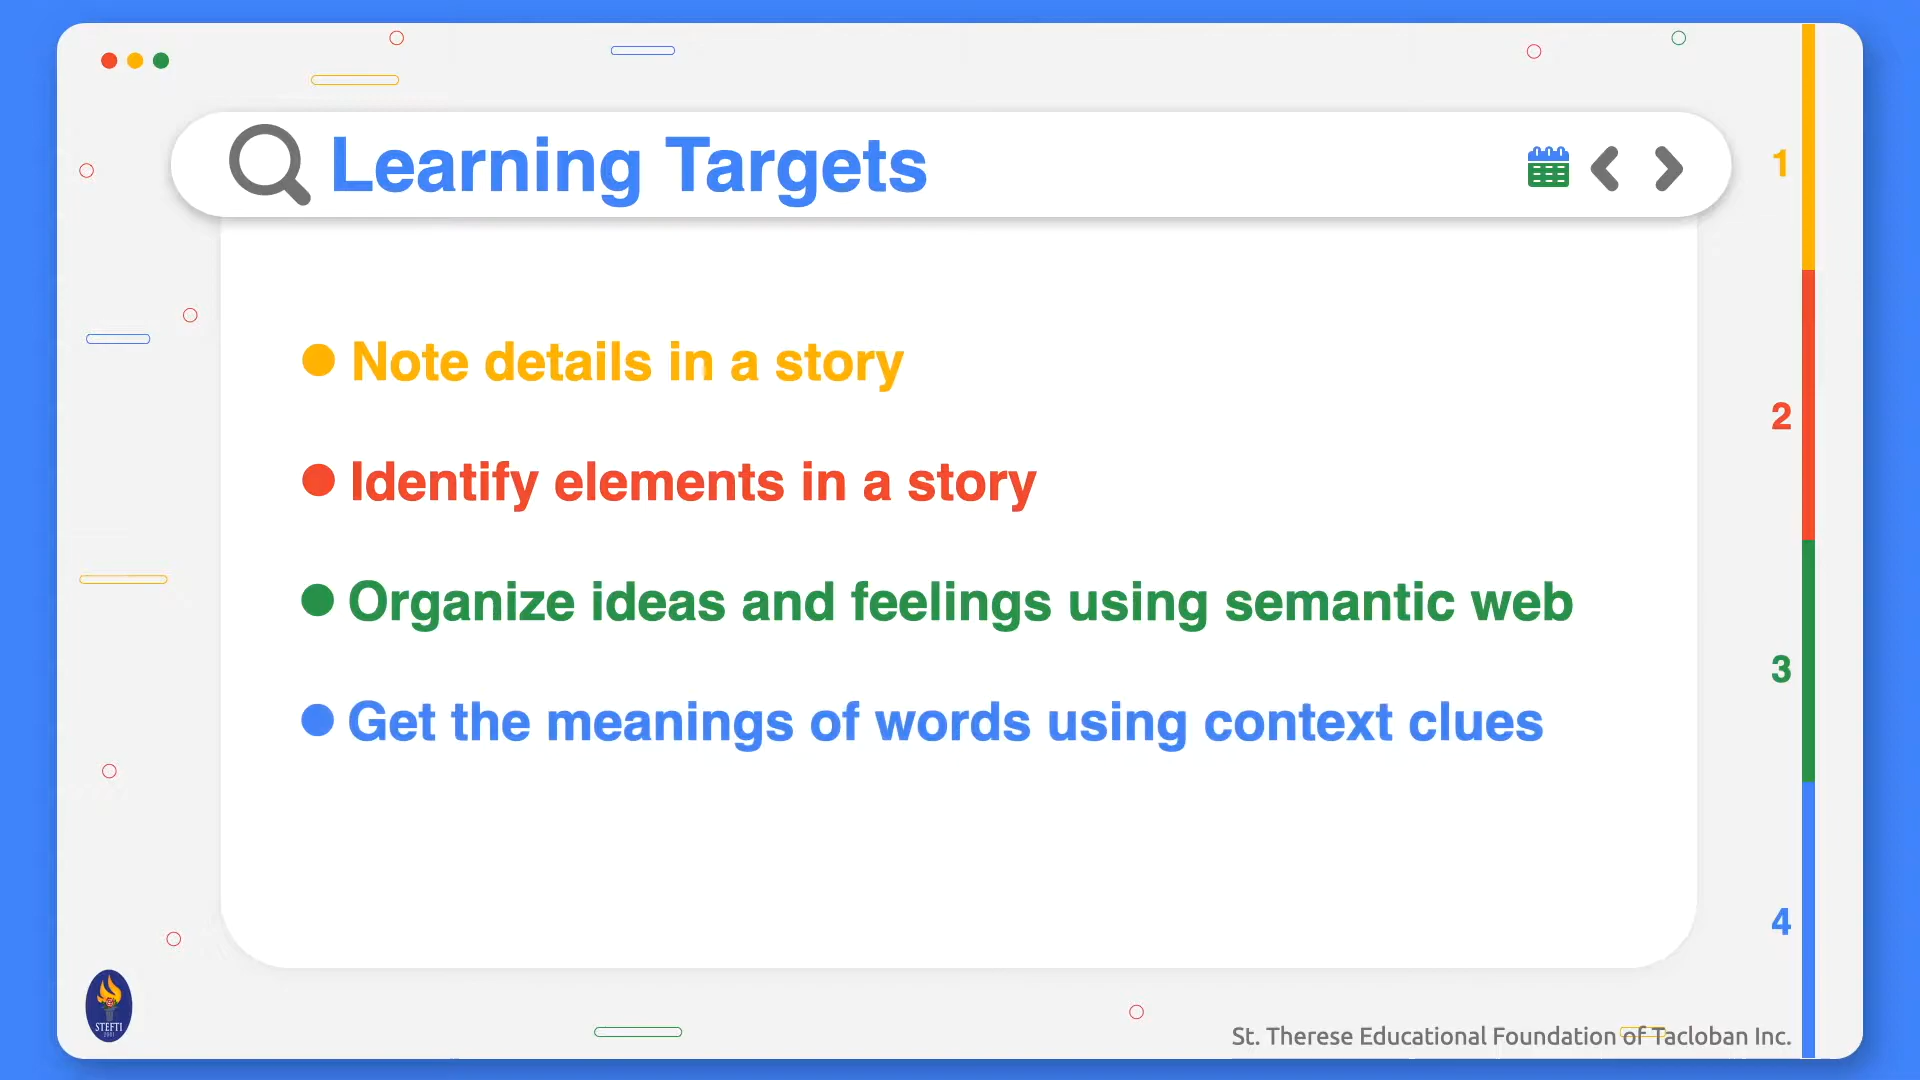 Learning Targets
1
Note details in a story
2
Identify elements in a story
Organize ideas and feelings using semantic web
3
Get the meanings of words using context clues
4
STEFTI
St. Therese Educational Foundation of Tacloban Inc.